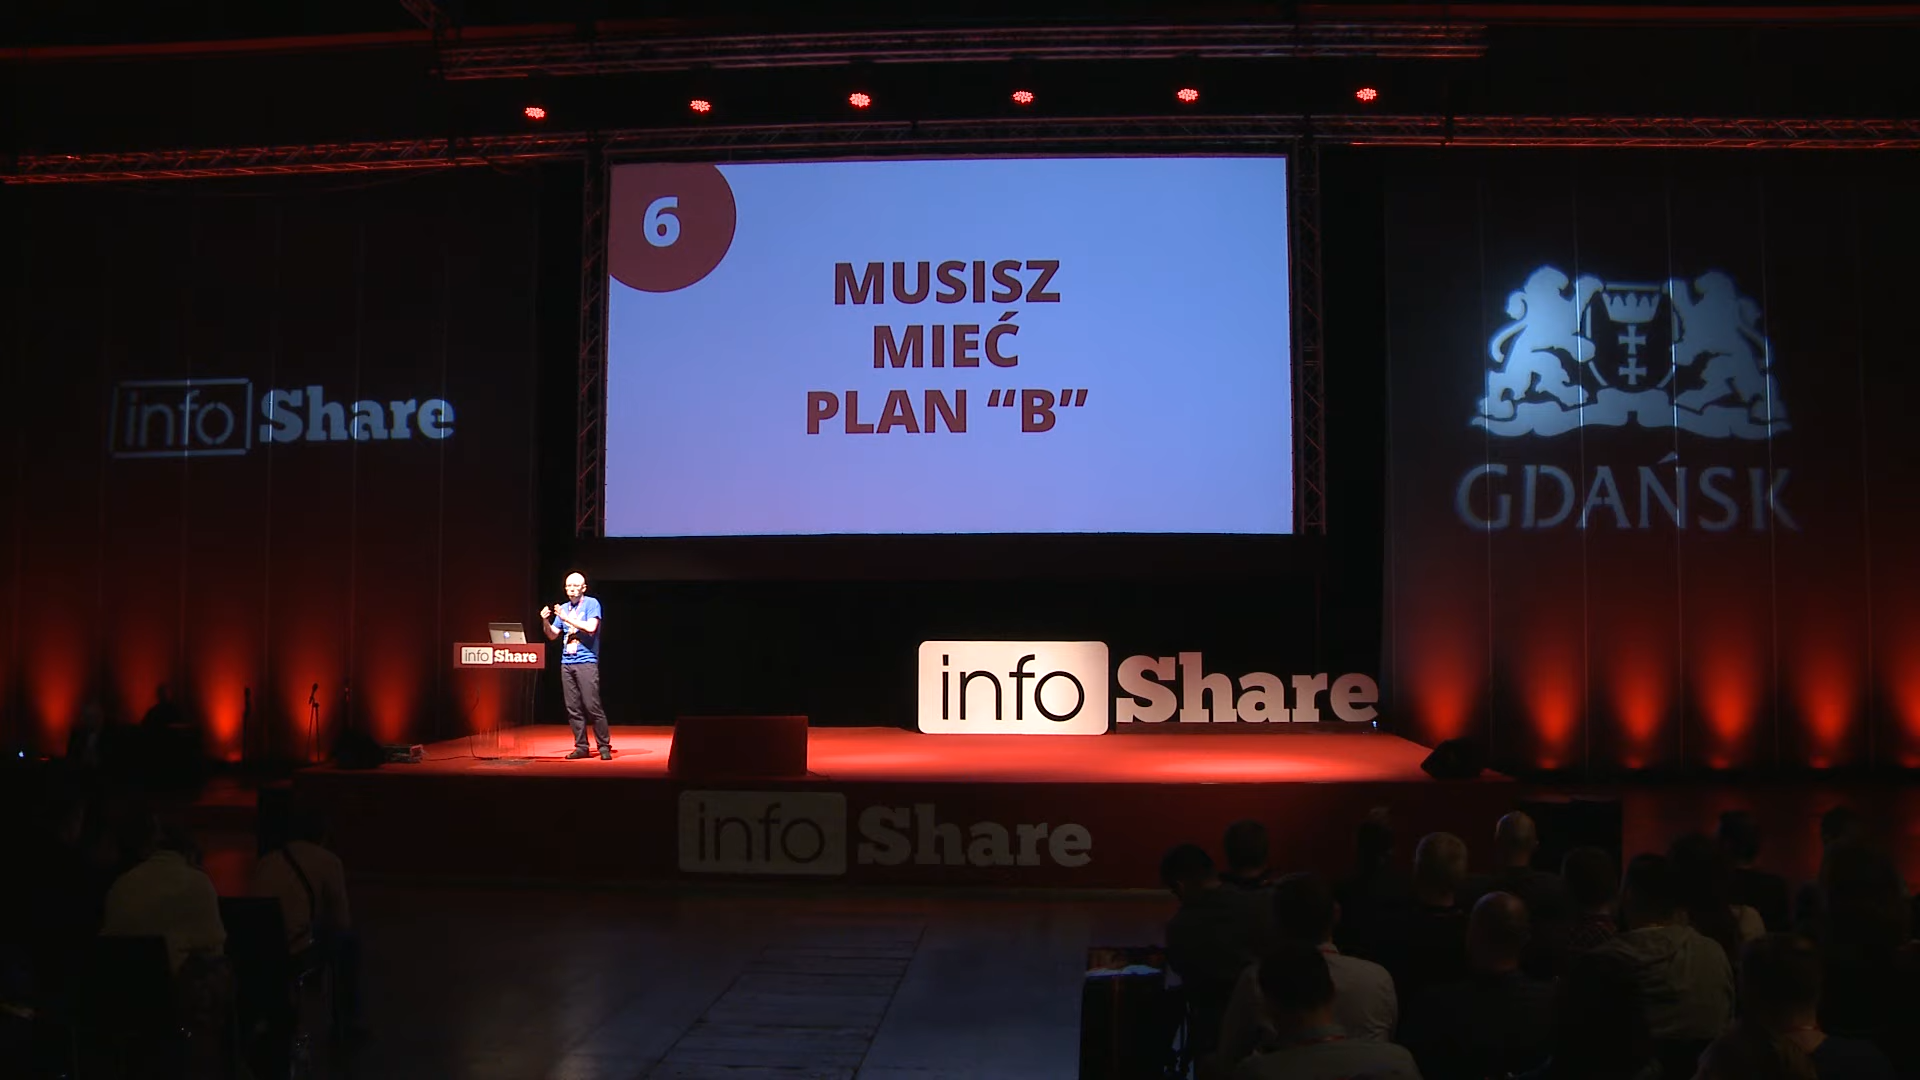 6
MUSISZ
MIEĆ
PLAN “B”
info Share
GDAŃSK
info Share
info Share
info Share